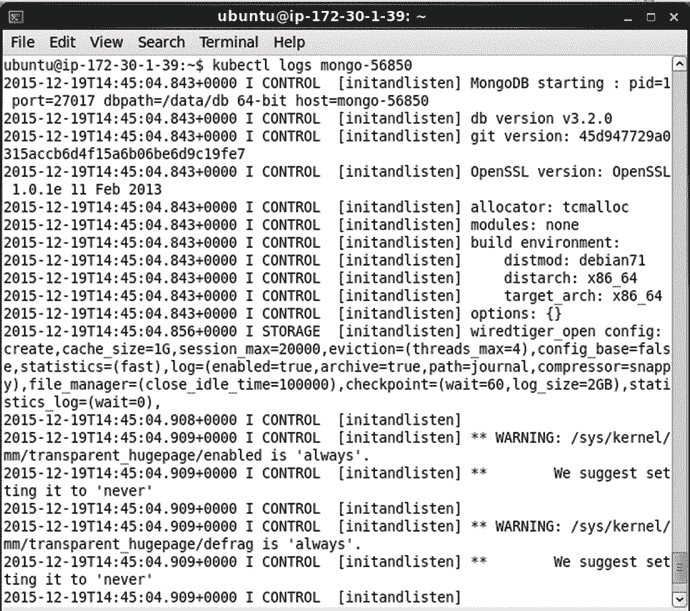 ubuntu@ip-172-30-1-39: ~
File Edit View Search Terminal Help
ubuntu@ip-172-30-1-39:~$ kubectl logs mongo-56850
2015-12-19T14:45:04.843+0000 I CONTROL  [initandlisten] MongoDB starting : pid=1
 port=27017 dbpath=/data/db 64-bit host=mongo-56850
2015-12-19T14:45:04.843+0000 I CONTROL  [initandlisten] db version v3.2.0
2015-12-19T14:45:04.843+0000 I CONTROL  [initandlisten] git version: 45d947729a0
315accb6d4f15a6b06be6d9c19fe7
2015-12-19T14:45:04.843+0000 I CONTROL  [initandlisten] OpenSSL version: OpenSSL
 1.0.1e 11 Feb 2013
2015-12-19T14:45:04.843+0000 I CONTROL  [initandlisten] allocator: tcmalloc
2015-12-19T14:45:04.843+0000 I CONTROL  [initandlisten] modules: none
2015-12-19T14:45:04.843+0000 I CONTROL  [initandlisten] build environment:
2015-12-19T14:45:04.843+0000 I CONTROL  [initandlisten]     distmod: debian71
2015-12-19T14:45:04.843+0000 I CONTROL  [initandlisten]     distarch: x86_64
2015-12-19T14:45:04.843+0000 I CONTROL  [initandlisten]     target_arch: x86_64
2015-12-19T14:45:04.843+0000 I CONTROL  [initandlisten] options: {}
2015-12-19T14:45:04.856+0000 I STORAGE  [initandlisten] wiredtiger_open config:
create,cache_size=1G,session_max=20000,eviction=(threads_max=4),config_base=fals
e,statistics=(fast),log=(enabled=true,archive=true,path=journal,compressor=snapp
y),file_manager=(close_idle_time=100000),checkpoint=(wait=60,log_size=2GB),stati
stics_log=(wait=0),
2015-12-19T14:45:04.908+0000 I CONTROL  [initandlisten]
2015-12-19T14:45:04.909+0000 I CONTROL  [initandlisten] ** WARNING: /sys/kernel/
mm/transparent_hugepage/enabled is 'always'.
2015-12-19T14:45:04.909+0000 I CONTROL  [initandlisten] **        We suggest set
ting it to 'never'
2015-12-19T14:45:04.909+0000 I CONTROL  [initandlisten]
2015-12-19T14:45:04.909+0000 I CONTROL  [initandlisten] ** WARNING: /sys/kernel/
mm/transparent_hugepage/defrag is 'always'.
2015-12-19T14:45:04.909+0000 I CONTROL  [initandlisten] **        We suggest set
ting it to 'never'
2015-12-19T14:45:04.909+0000 I CONTROL  [initandlisten]